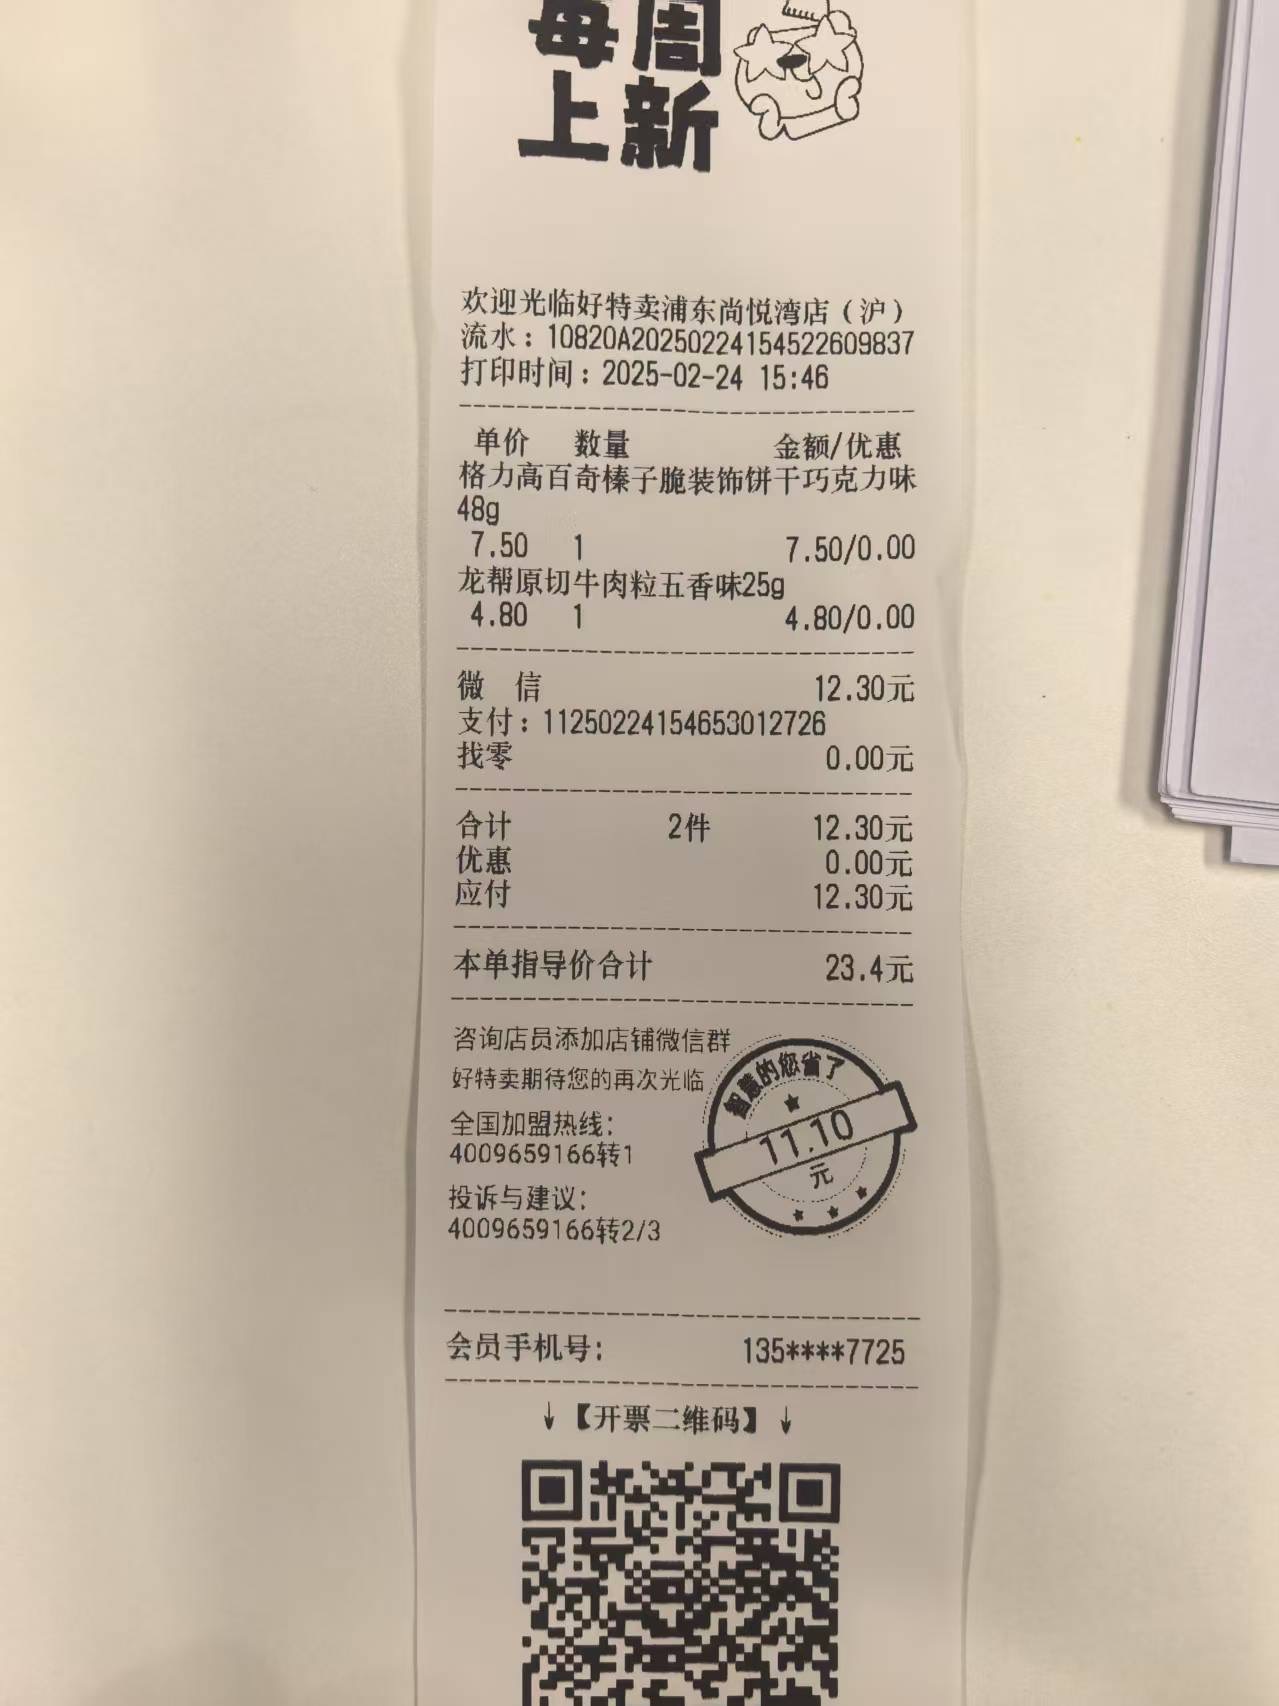 每周
上新
欢迎光临好特卖浦东尚悦湾店（沪）
流水：10820A20250224154522609837
打印时间：2025-02-24 15:46
单价 数量 金额/优惠
格力高百奇榛子脆装饰饼干巧克力味
48g
7.50 1 7.50/0.00
龙帮原切牛肉粒五香味25g
4.80 1 4.80/0.00
微 信 12.30元
支付：11250224154653012726
找零 0.00元
合计 2件 12.30元
优惠 0.00元
应付 12.30元
本单指导价合计 23.4元
咨询店员添加店铺微信群
好特卖期待您的再次光临
全国加盟热线：
4009659166转1
投诉与建议：
4009659166转2/3
智慧的您省了
11.10
元
会员手机号： 135****7725
↓【开票二维码】↓